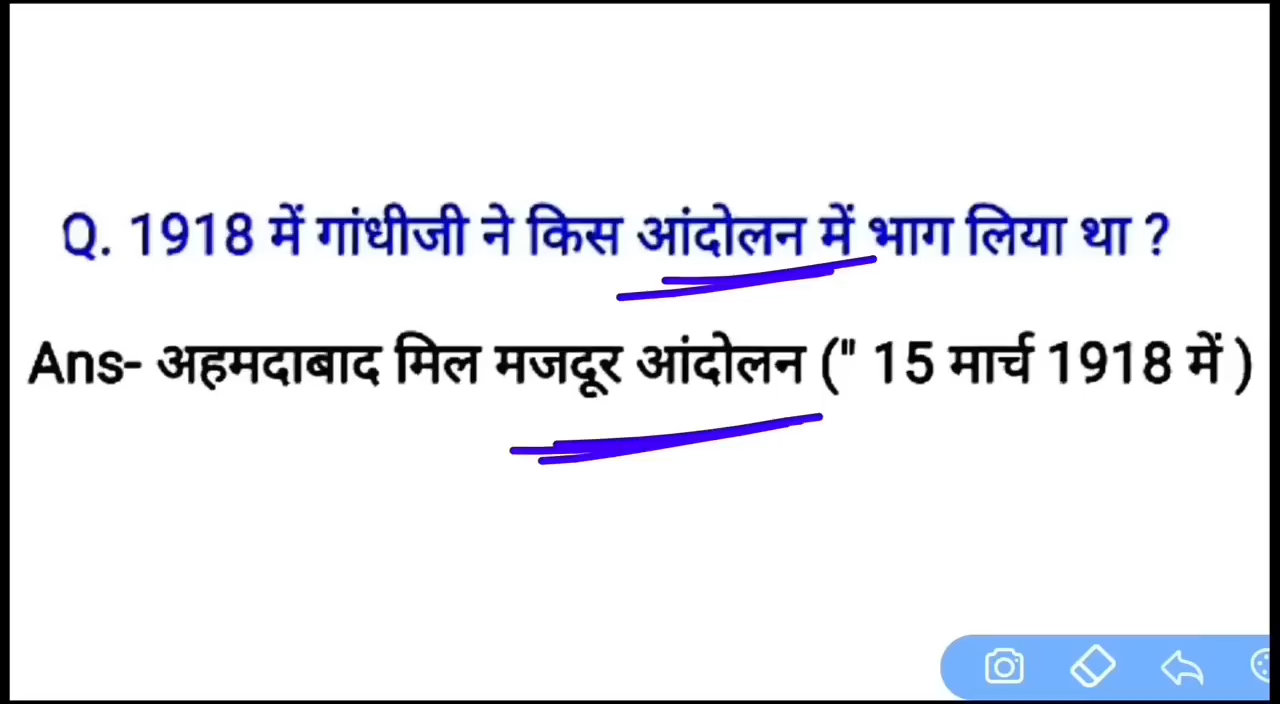 Q. 1918 में गांधीजी ने किस आंदोलन में भाग लिया था ?
Ans- अहमदाबाद मिल मजदूर आंदोलन (" 15 मार्च 1918 में )